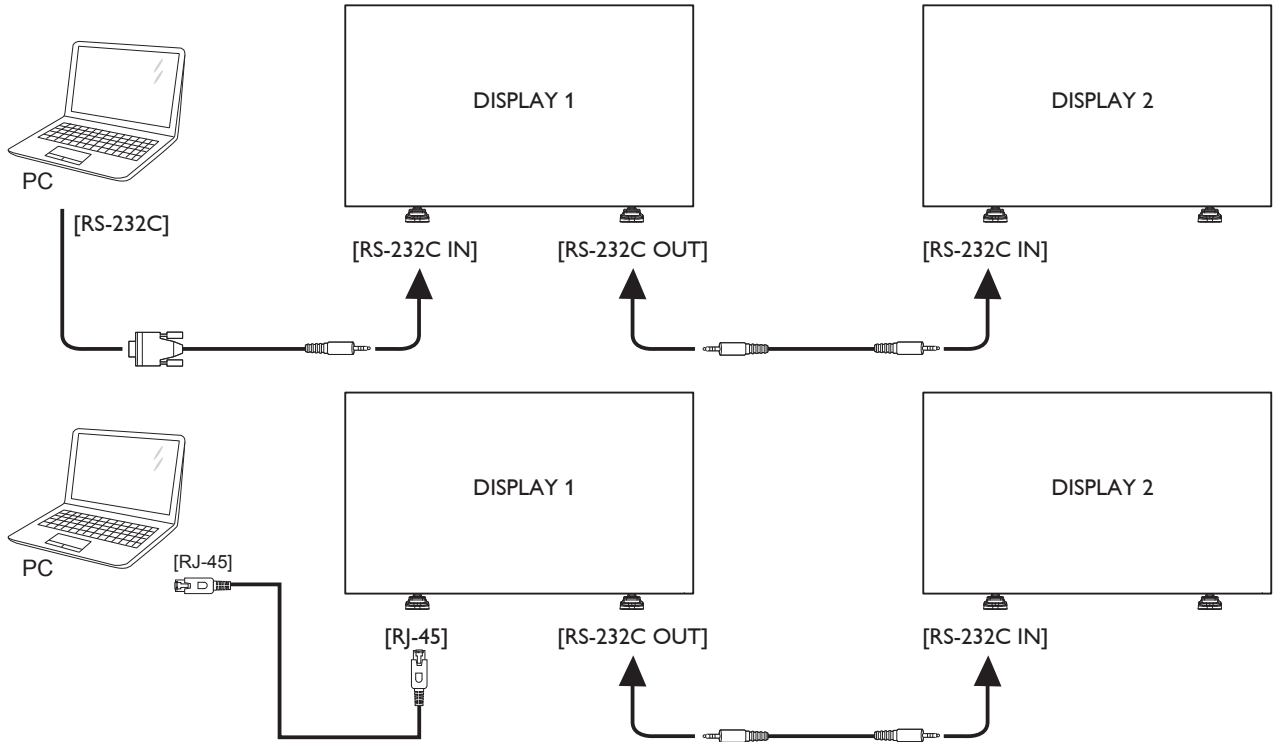 DISPLAY 1
DISPLAY 2
PC
[RS-232C]
[RS-232C IN]
[RS-232C OUT]
[RS-232C IN]
DISPLAY 1
DISPLAY 2
PC
[RJ-45]
[RJ-45]
[RS-232C OUT]
[RS-232C IN]